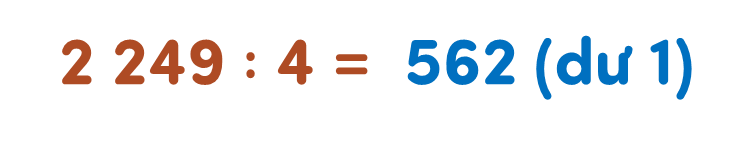 2 249 : 4 = 562 (dư 1)